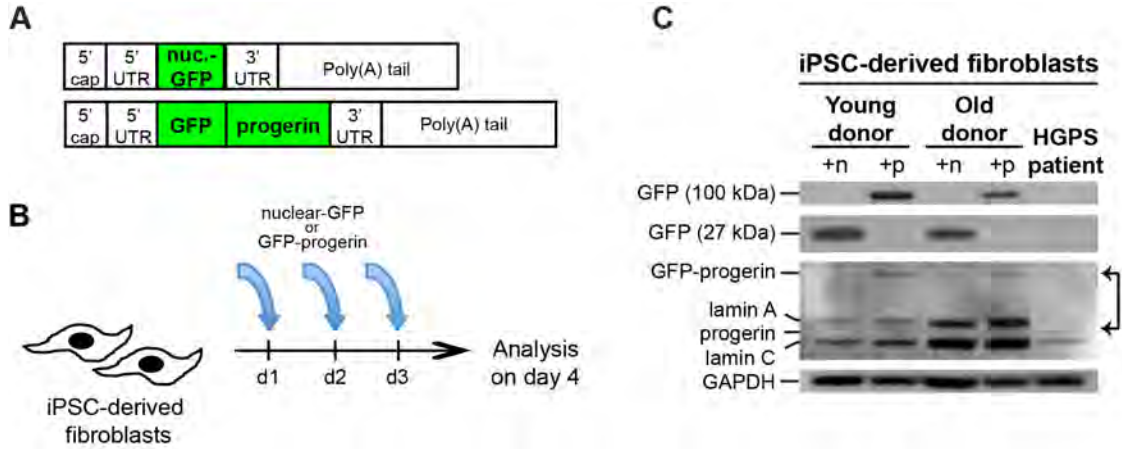 A
5' cap
5' UTR
nuc.- GFP
3' UTR
Poly(A) tail
5' cap
5' UTR
GFP
progerin
3' UTR
Poly(A) tail
B
nuclear-GFP
or
GFP-progerin
d1
d2
d3
Analysis
on day 4
iPSC-derived
fibroblasts
C
iPSC-derived fibroblasts
Young
donor
Old
donor
HGPS
patient
+n
+p
+n
+p
GFP (100 kDa)
GFP (27 kDa)
GFP-progerin
lamin A
progerin
lamin C
GAPDH